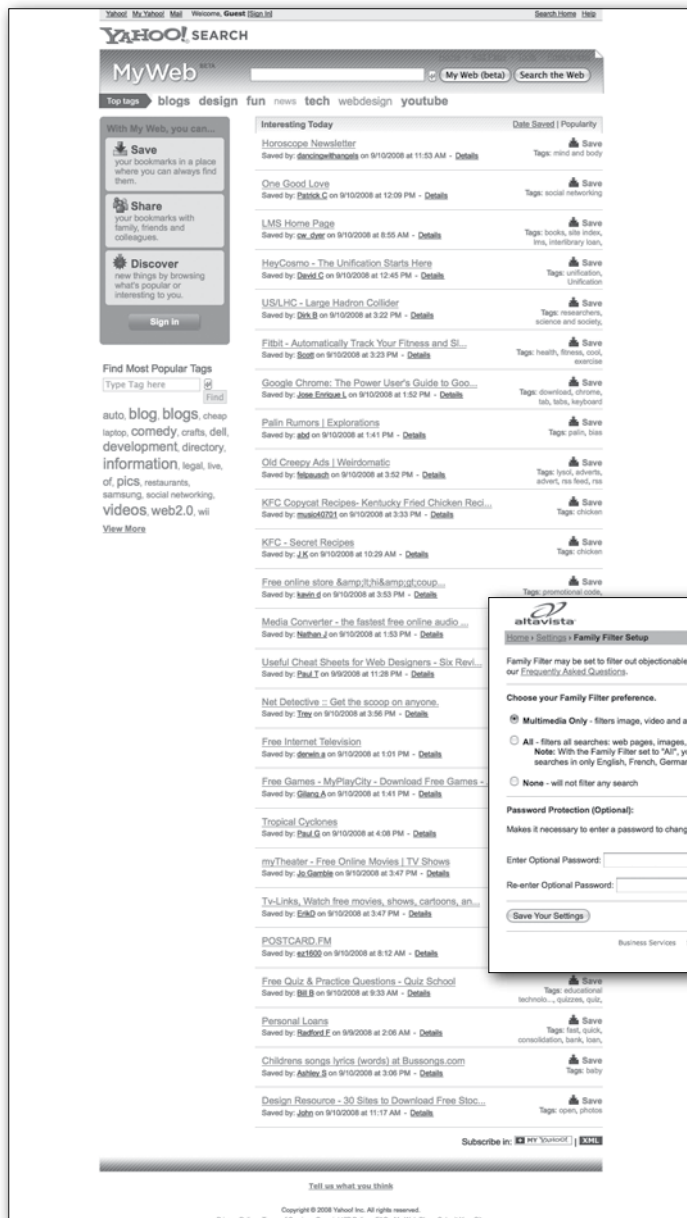 Yahoo! My Yahoo! Mail Welcome, Guest [Sign In] Search Home Help
YAHOO! SEARCH
MyWeb BETA
My Web (beta) Search the Web
Top tags blogs design fun news tech webdesign youtube
With My Web, you can...
Save
your bookmarks in a place
where you can always find
them.
Share
your bookmarks with
family, friends and
colleagues.
Discover
new things by browsing
what's popular or
interesting to you.
Sign in
Find Most Popular Tags
Type Tag here
Find
auto, blog, blogs, cheap
laptop, comedy, crafts, dell,
development, directory,
information, legal, live,
of, pics, restaurants,
samsung, social networking,
videos, web2.0, wii
View More
Interesting Today Date Saved | Popularity
Horoscope Newsletter Save
Saved by: dancingwithangels on 9/10/2008 at 11:53 AM - Details Tags: mind and body
One Good Love Save
Saved by: Patrick C on 9/10/2008 at 12:09 PM - Details Tags: social networking
LMS Home Page Save
Saved by: cw_dyer on 9/10/2008 at 8:55 AM - Details Tags: books, site index,
lms, interlibrary loan,
HeyCosmo - The Unification Starts Here Save
Saved by: David C on 9/10/2008 at 12:45 PM - Details Tags: unification,
Unification
US/LHC - Large Hadron Collider Save
Saved by: Dirk B on 9/10/2008 at 3:22 PM - Details Tags: researchers,
science and society,
Fitbit - Automatically Track Your Fitness and Sl... Save
Saved by: Scott on 9/10/2008 at 3:23 PM - Details Tags: health, fitness, cool,
exercise
Google Chrome: The Power User's Guide to Goo... Save
Saved by: Jose Enrique L on 9/10/2008 at 1:52 PM - Details Tags: download, chrome,
tab, tabs, keyboard
Palin Rumors | Explorations Save
Saved by: abd on 9/10/2008 at 1:41 PM - Details Tags: palin, bias
Old Creepy Ads | Weirdomatic Save
Saved by: felpausch on 9/10/2008 at 3:52 PM - Details Tags: lysol, adverts,
advert, rss feed, rss
KFC Copycat Recipes- Kentucky Fried Chicken Reci... Save
Saved by: music40701 on 9/10/2008 at 3:33 PM - Details Tags: chicken
KFC - Secret Recipes Save
Saved by: J K on 9/10/2008 at 10:29 AM - Details Tags: chicken
Free online store &amp;lt;hi&amp;gt;coup... Save
Saved by: kavin d on 9/10/2008 at 3:53 PM - Details Tags: promotional code,
Media Converter - the fastest free online audio ...
Saved by: Nathan J on 9/10/2008 at 1:53 PM - Details
Useful Cheat Sheets for Web Designers - Six Revi...
Saved by: Paul T on 9/9/2008 at 11:28 PM - Details
Net Detective :: Get the scoop on anyone.
Saved by: Trey on 9/10/2008 at 3:56 PM - Details
Free Internet Television
Saved by: derwin a on 9/10/2008 at 1:01 PM - Details
Free Games - MyPlayCity - Download Free Games -
Saved by: Gilang A on 9/10/2008 at 1:41 PM - Details
Tropical Cyclones
Saved by: Paul G on 9/10/2008 at 4:08 PM - Details
myTheater - Free Online Movies | TV Shows
Saved by: Jo Gamble on 9/10/2008 at 3:47 PM - Details
Tv-Links, Watch free movies, shows, cartoons, an...
Saved by: ErikD on 9/10/2008 at 3:47 PM - Details
POSTCARD.FM
Saved by: ez1600 on 9/10/2008 at 8:12 AM - Details
Free Quiz & Practice Questions - Quiz School Save
Saved by: Bill B on 9/10/2008 at 9:33 AM - Details Tags: educational
technolo..., quizzes, quiz,
Personal Loans Save
Saved by: Radford F on 9/9/2008 at 2:06 AM - Details Tags: fast, quick,
consolidation, bank, loan,
Childrens songs lyrics (words) at Bussongs.com Save
Saved by: Ashley S on 9/10/2008 at 3:06 PM - Details Tags: baby
Design Resource - 30 Sites to Download Free Stoc... Save
Saved by: John on 9/10/2008 at 11:17 AM - Details Tags: open, photos
Subscribe in: MY YAHOO! | XML
Tell us what you think
Copyright © 2008 Yahoo! Inc. All rights reserved.
altavista
Home > Settings > Family Filter Setup
Family Filter may be set to filter out objectionable
our Frequently Asked Questions.
Choose your Family Filter preference.
Multimedia Only - filters image, video and a
All - filters all searches: web pages, images,
Note: With the Family Filter set to "All", yo
searches in only English, French, German
None - will not filter any search
Password Protection (Optional):
Makes it necessary to enter a password to chang
Enter Optional Password:
Re-enter Optional Password:
Save Your Settings
Business Services